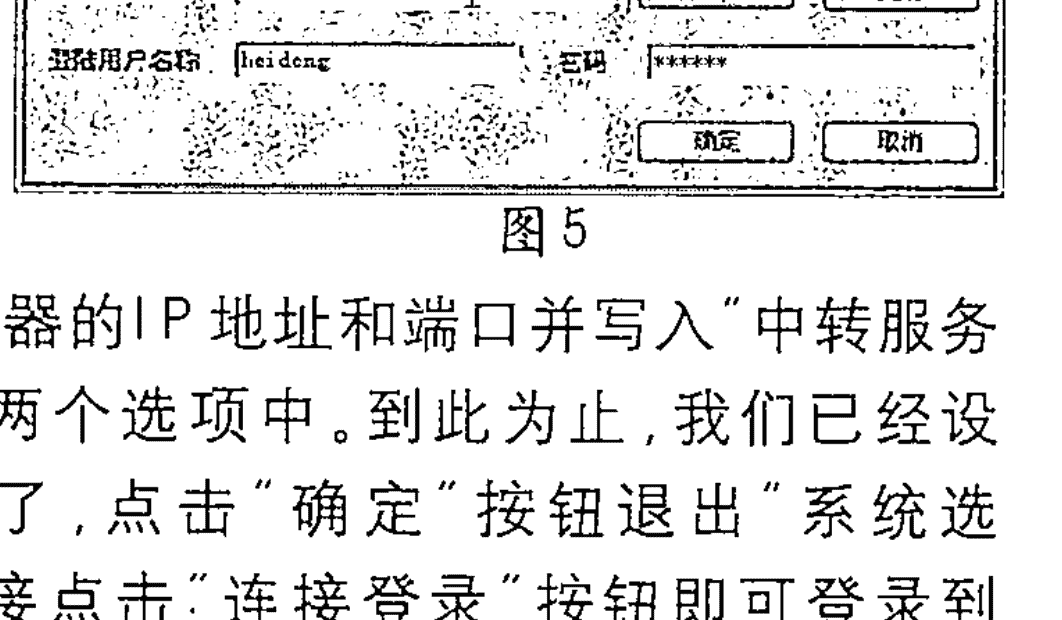 登陆用户名称 heideng 密码 ******
确定 取消
图 5
器的IP地址和端口并写入"中转服务
两个选项中。到此为止,我们已经设
了,点击"确定"按钮退出"系统选
接点击"连接登录"按钮即可登录到